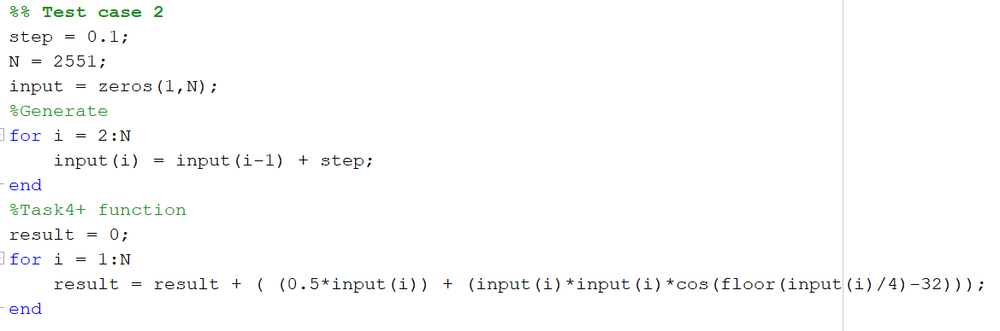 %% Test case 2
step = 0.1;
N = 2551;
input = zeros(1,N);
%Generate
for i = 2:N
    input(i) = input(i-1) + step;
end
%Task4+ function
result = 0;
for i = 1:N
    result = result + ( (0.5*input(i)) + (input(i)*input(i)*cos(floor(input(i)/4)-32)));
end